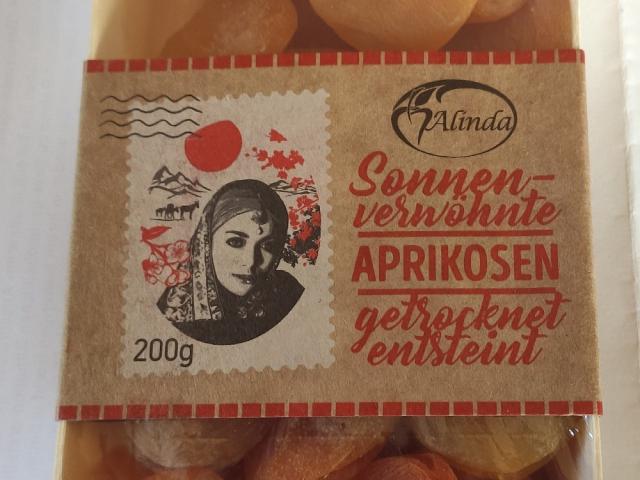 Alinda
Sonnen-
verwöhnte
APRIKOSEN
getrocknet
entsteint
200g